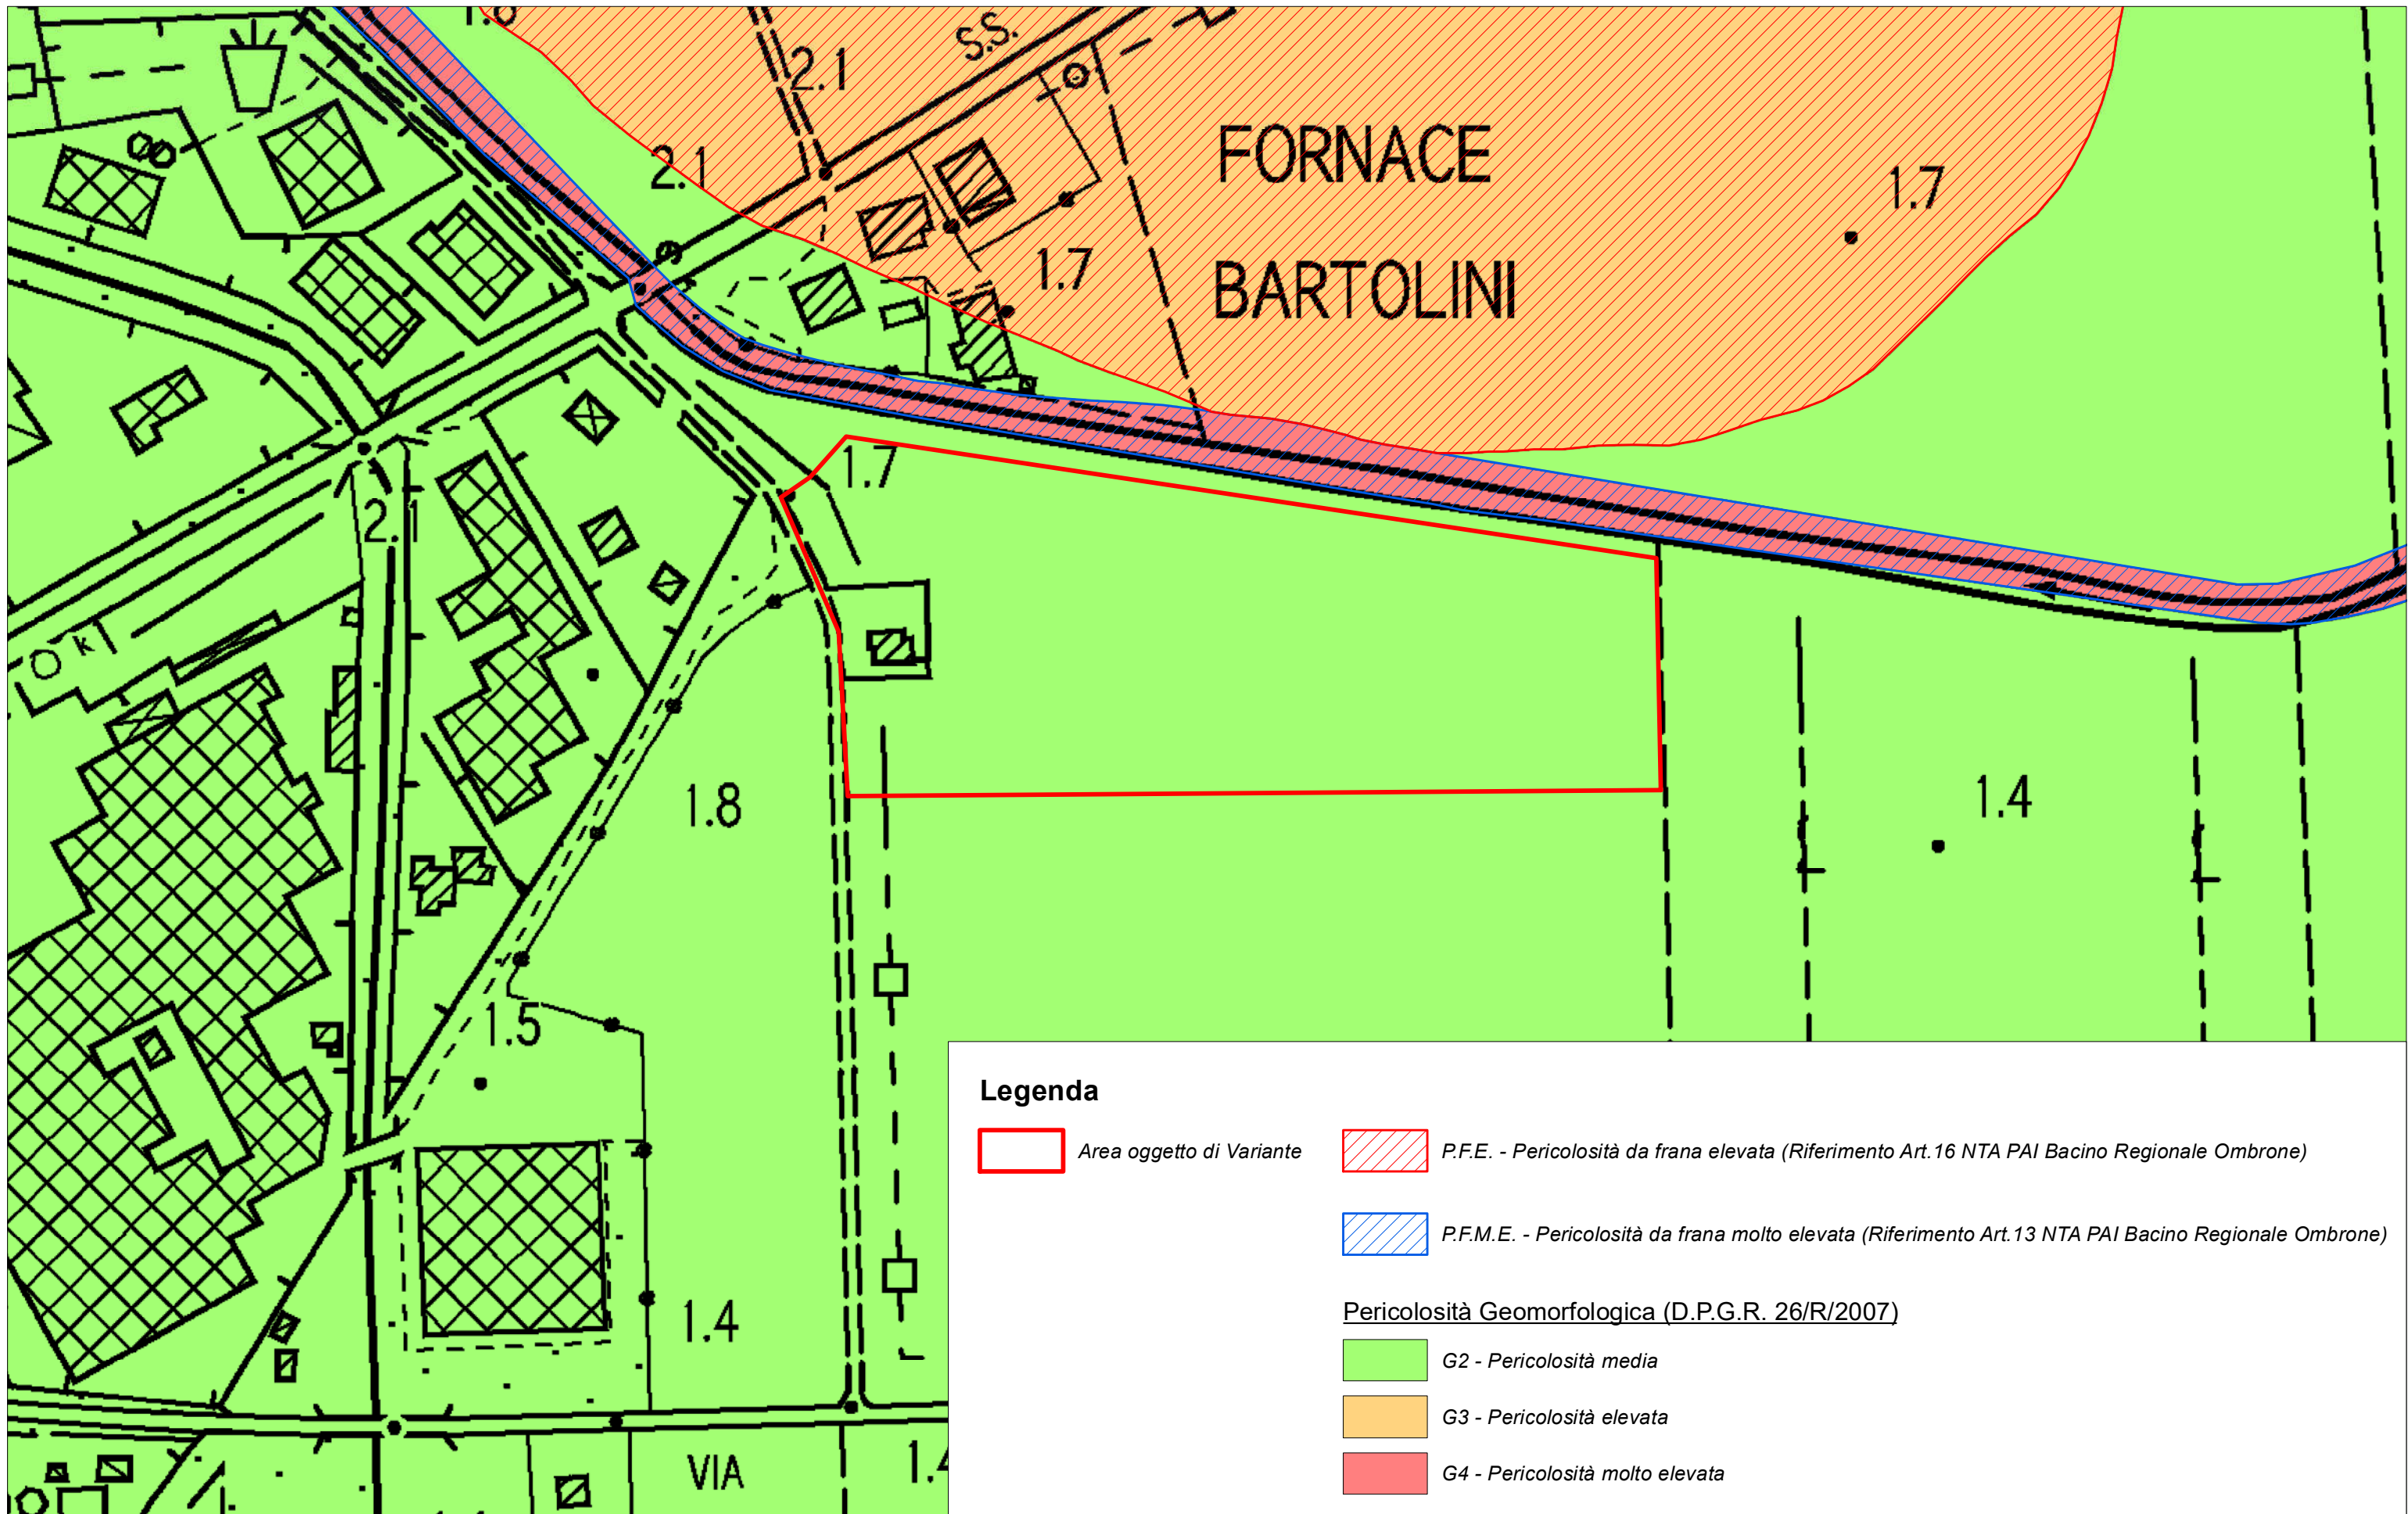 S.S.
2.1
2.1
FORNACE
BARTOLINI
1.7
1.7
1.7
2.1
1.8
1.4
1.5
1.4
VIA
Legenda
Area oggetto di Variante
P.F.E. - Pericolosità da frana elevata (Riferimento Art.16 NTA PAI Bacino Regionale Ombrone)
P.F.M.E. - Pericolosità da frana molto elevata (Riferimento Art.13 NTA PAI Bacino Regionale Ombrone)
Pericolosità Geomorfologica (D.P.G.R. 26/R/2007)
G2 - Pericolosità media
G3 - Pericolosità elevata
G4 - Pericolosità molto elevata